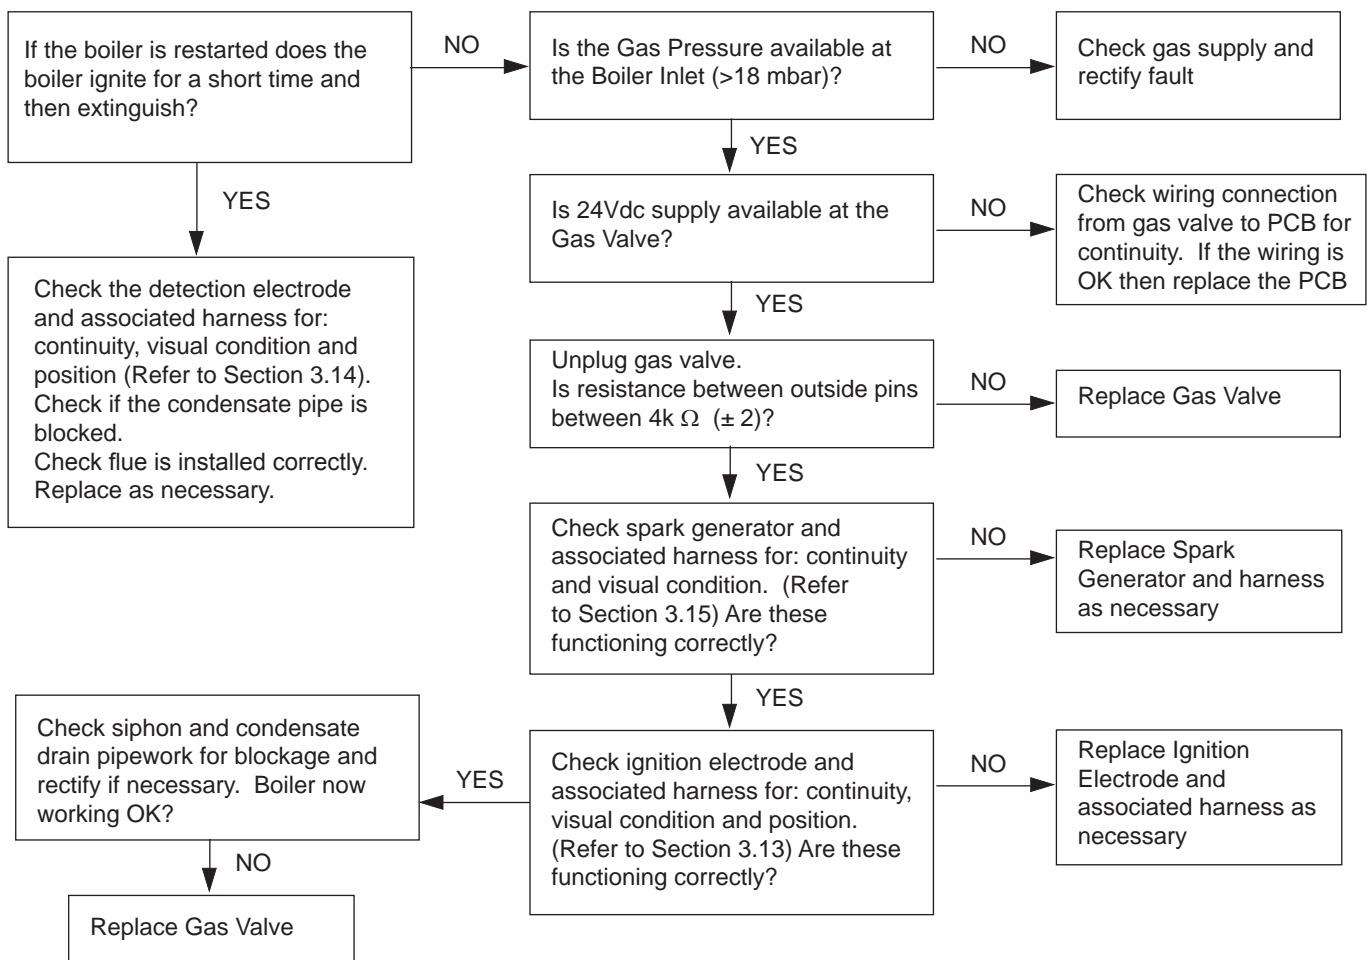 If the boiler is restarted does the
boiler ignite for a short time and
then extinguish?
NO
Is the Gas Pressure available at
the Boiler Inlet (>18 mbar)?
NO
Check gas supply and
rectify fault
YES
YES
Is 24Vdc supply available at the
Gas Valve?
NO
Check wiring connection
from gas valve to PCB for
continuity.  If the wiring is
OK then replace the PCB
Check the detection electrode
and associated harness for:
continuity, visual condition and
position (Refer to Section 3.14).
Check if the condensate pipe is
blocked.
Check flue is installed correctly.
Replace as necessary.
YES
Unplug gas valve.
Is resistance between outside pins
between 4k Ω  (± 2)?
NO
Replace Gas Valve
YES
Check spark generator and
associated harness for: continuity
and visual condition.  (Refer
to Section 3.15) Are these
functioning correctly?
NO
Replace Spark
Generator and harness
as necessary
YES
Check ignition electrode and
associated harness for: continuity,
visual condition and position.
(Refer to Section 3.13) Are these
functioning correctly?
NO
Replace Ignition
Electrode and
associated harness as
necessary
YES
Check siphon and condensate
drain pipework for blockage and
rectify if necessary.  Boiler now
working OK?
NO
Replace Gas Valve